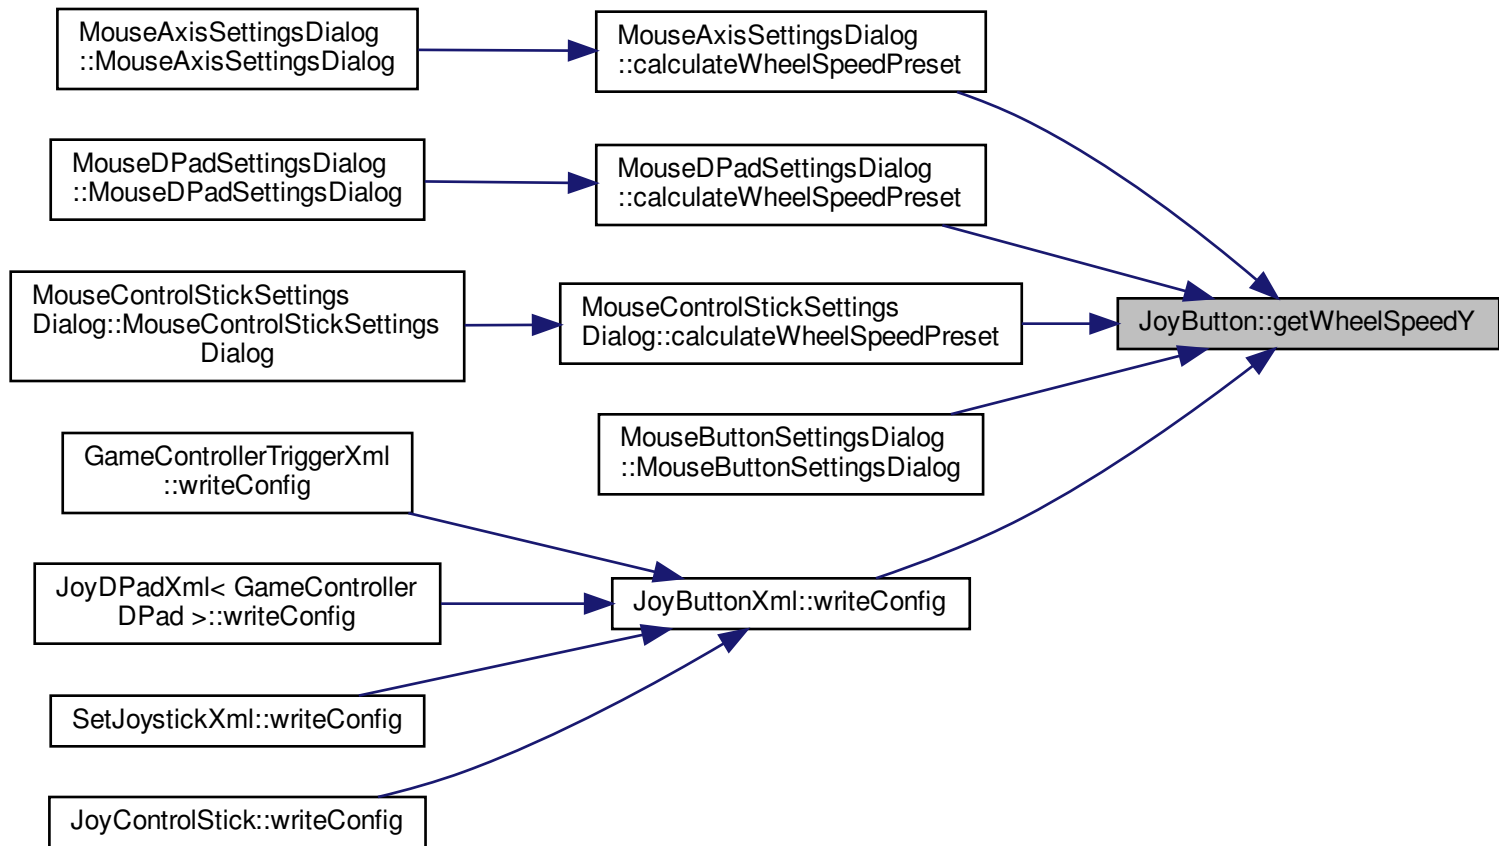 MouseAxisSettingsDialog
::MouseAxisSettingsDialog
MouseAxisSettingsDialog
::calculateWheelSpeedPreset
MouseDPadSettingsDialog
::MouseDPadSettingsDialog
MouseDPadSettingsDialog
::calculateWheelSpeedPreset
MouseControlStickSettings
Dialog::MouseControlStickSettings
Dialog
MouseControlStickSettings
Dialog::calculateWheelSpeedPreset
JoyButton::getWheelSpeedY
MouseButtonSettingsDialog
::MouseButtonSettingsDialog
GameControllerTriggerXml
::writeConfig
JoyDPadXml< GameController
DPad >::writeConfig
JoyButtonXml::writeConfig
SetJoystickXml::writeConfig
JoyControlStick::writeConfig